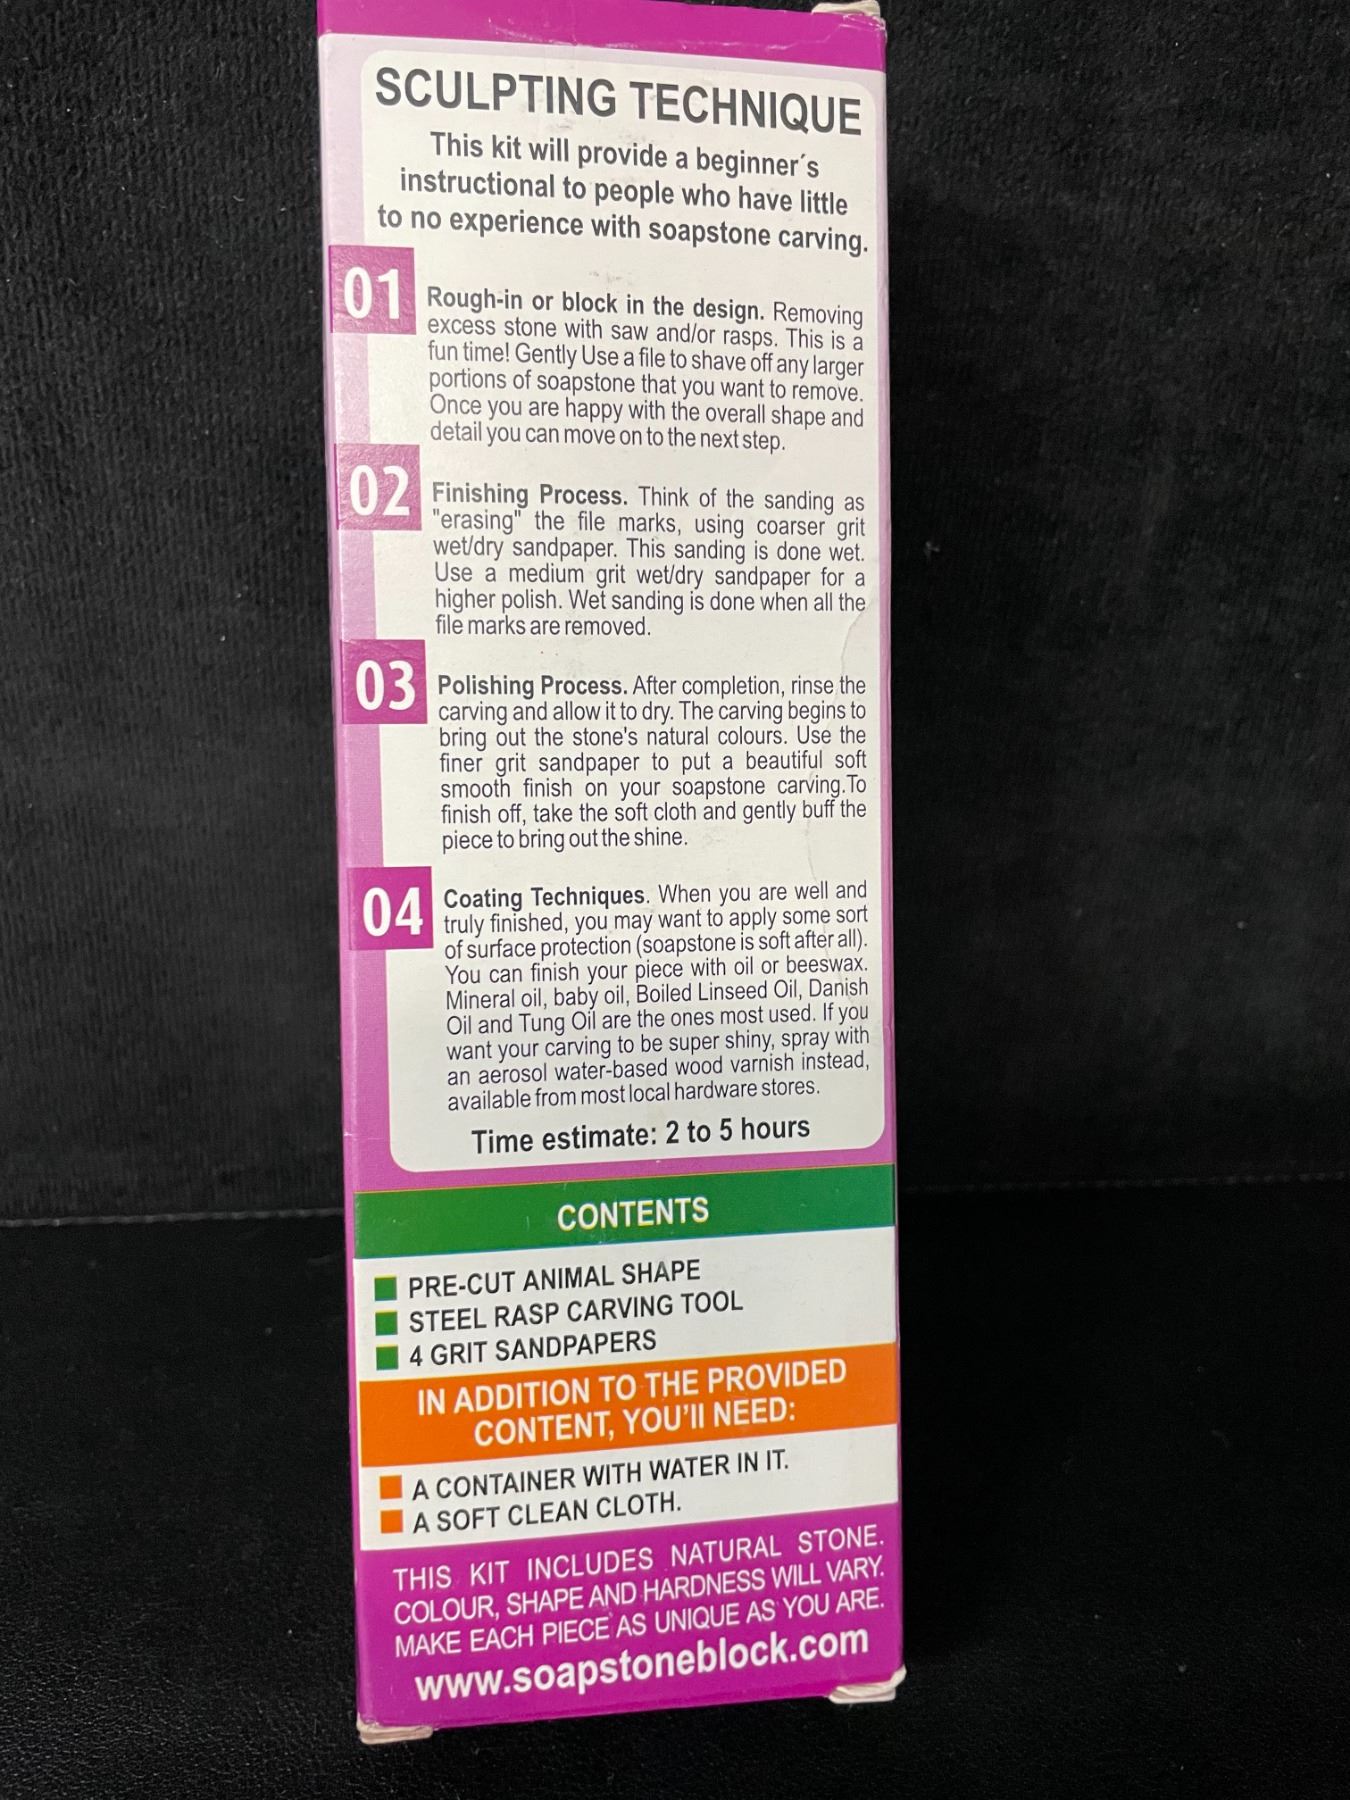 SCULPTING TECHNIQUE
This kit will provide a beginner´s
instructional to people who have little
to no experience with soapstone carving.
01
Rough-in or block in the design. Removing
excess stone with saw and/or rasps. This is a
fun time! Gently Use a file to shave off any larger
portions of soapstone that you want to remove.
Once you are happy with the overall shape and
detail you can move on to the next step.
02
Finishing Process. Think of the sanding as
"erasing" the file marks, using coarser grit
wet/dry sandpaper. This sanding is done wet.
Use a medium grit wet/dry sandpaper for a
higher polish. Wet sanding is done when all the
file marks are removed.
03
Polishing Process. After completion, rinse the
carving and allow it to dry. The carving begins to
bring out the stone's natural colours. Use the
finer grit sandpaper to put a beautiful soft
smooth finish on your soapstone carving.To
finish off, take the soft cloth and gently buff the
piece to bring out the shine.
04
Coating Techniques. When you are well and
truly finished, you may want to apply some sort
of surface protection (soapstone is soft after all).
You can finish your piece with oil or beeswax.
Mineral oil, baby oil, Boiled Linseed Oil, Danish
Oil and Tung Oil are the ones most used. If you
want your carving to be super shiny, spray with
an aerosol water-based wood varnish instead,
available from most local hardware stores.
Time estimate: 2 to 5 hours
CONTENTS
PRE-CUT ANIMAL SHAPE
STEEL RASP CARVING TOOL
4 GRIT SANDPAPERS
IN ADDITION TO THE PROVIDED
CONTENT, YOU'll NEED:
A CONTAINER WITH WATER IN IT.
A SOFT CLEAN CLOTH.
THIS KIT INCLUDES NATURAL STONE.
COLOUR, SHAPE AND HARDNESS WILL VARY.
MAKE EACH PIECE AS UNIQUE AS YOU ARE.
www.soapstoneblock.com